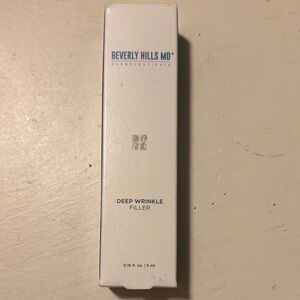 BEVERLY HILLS MD
COSMECEUTICALS
DEEP WRINKLE
FILLER
0.16 fl. oz. | 5 ml